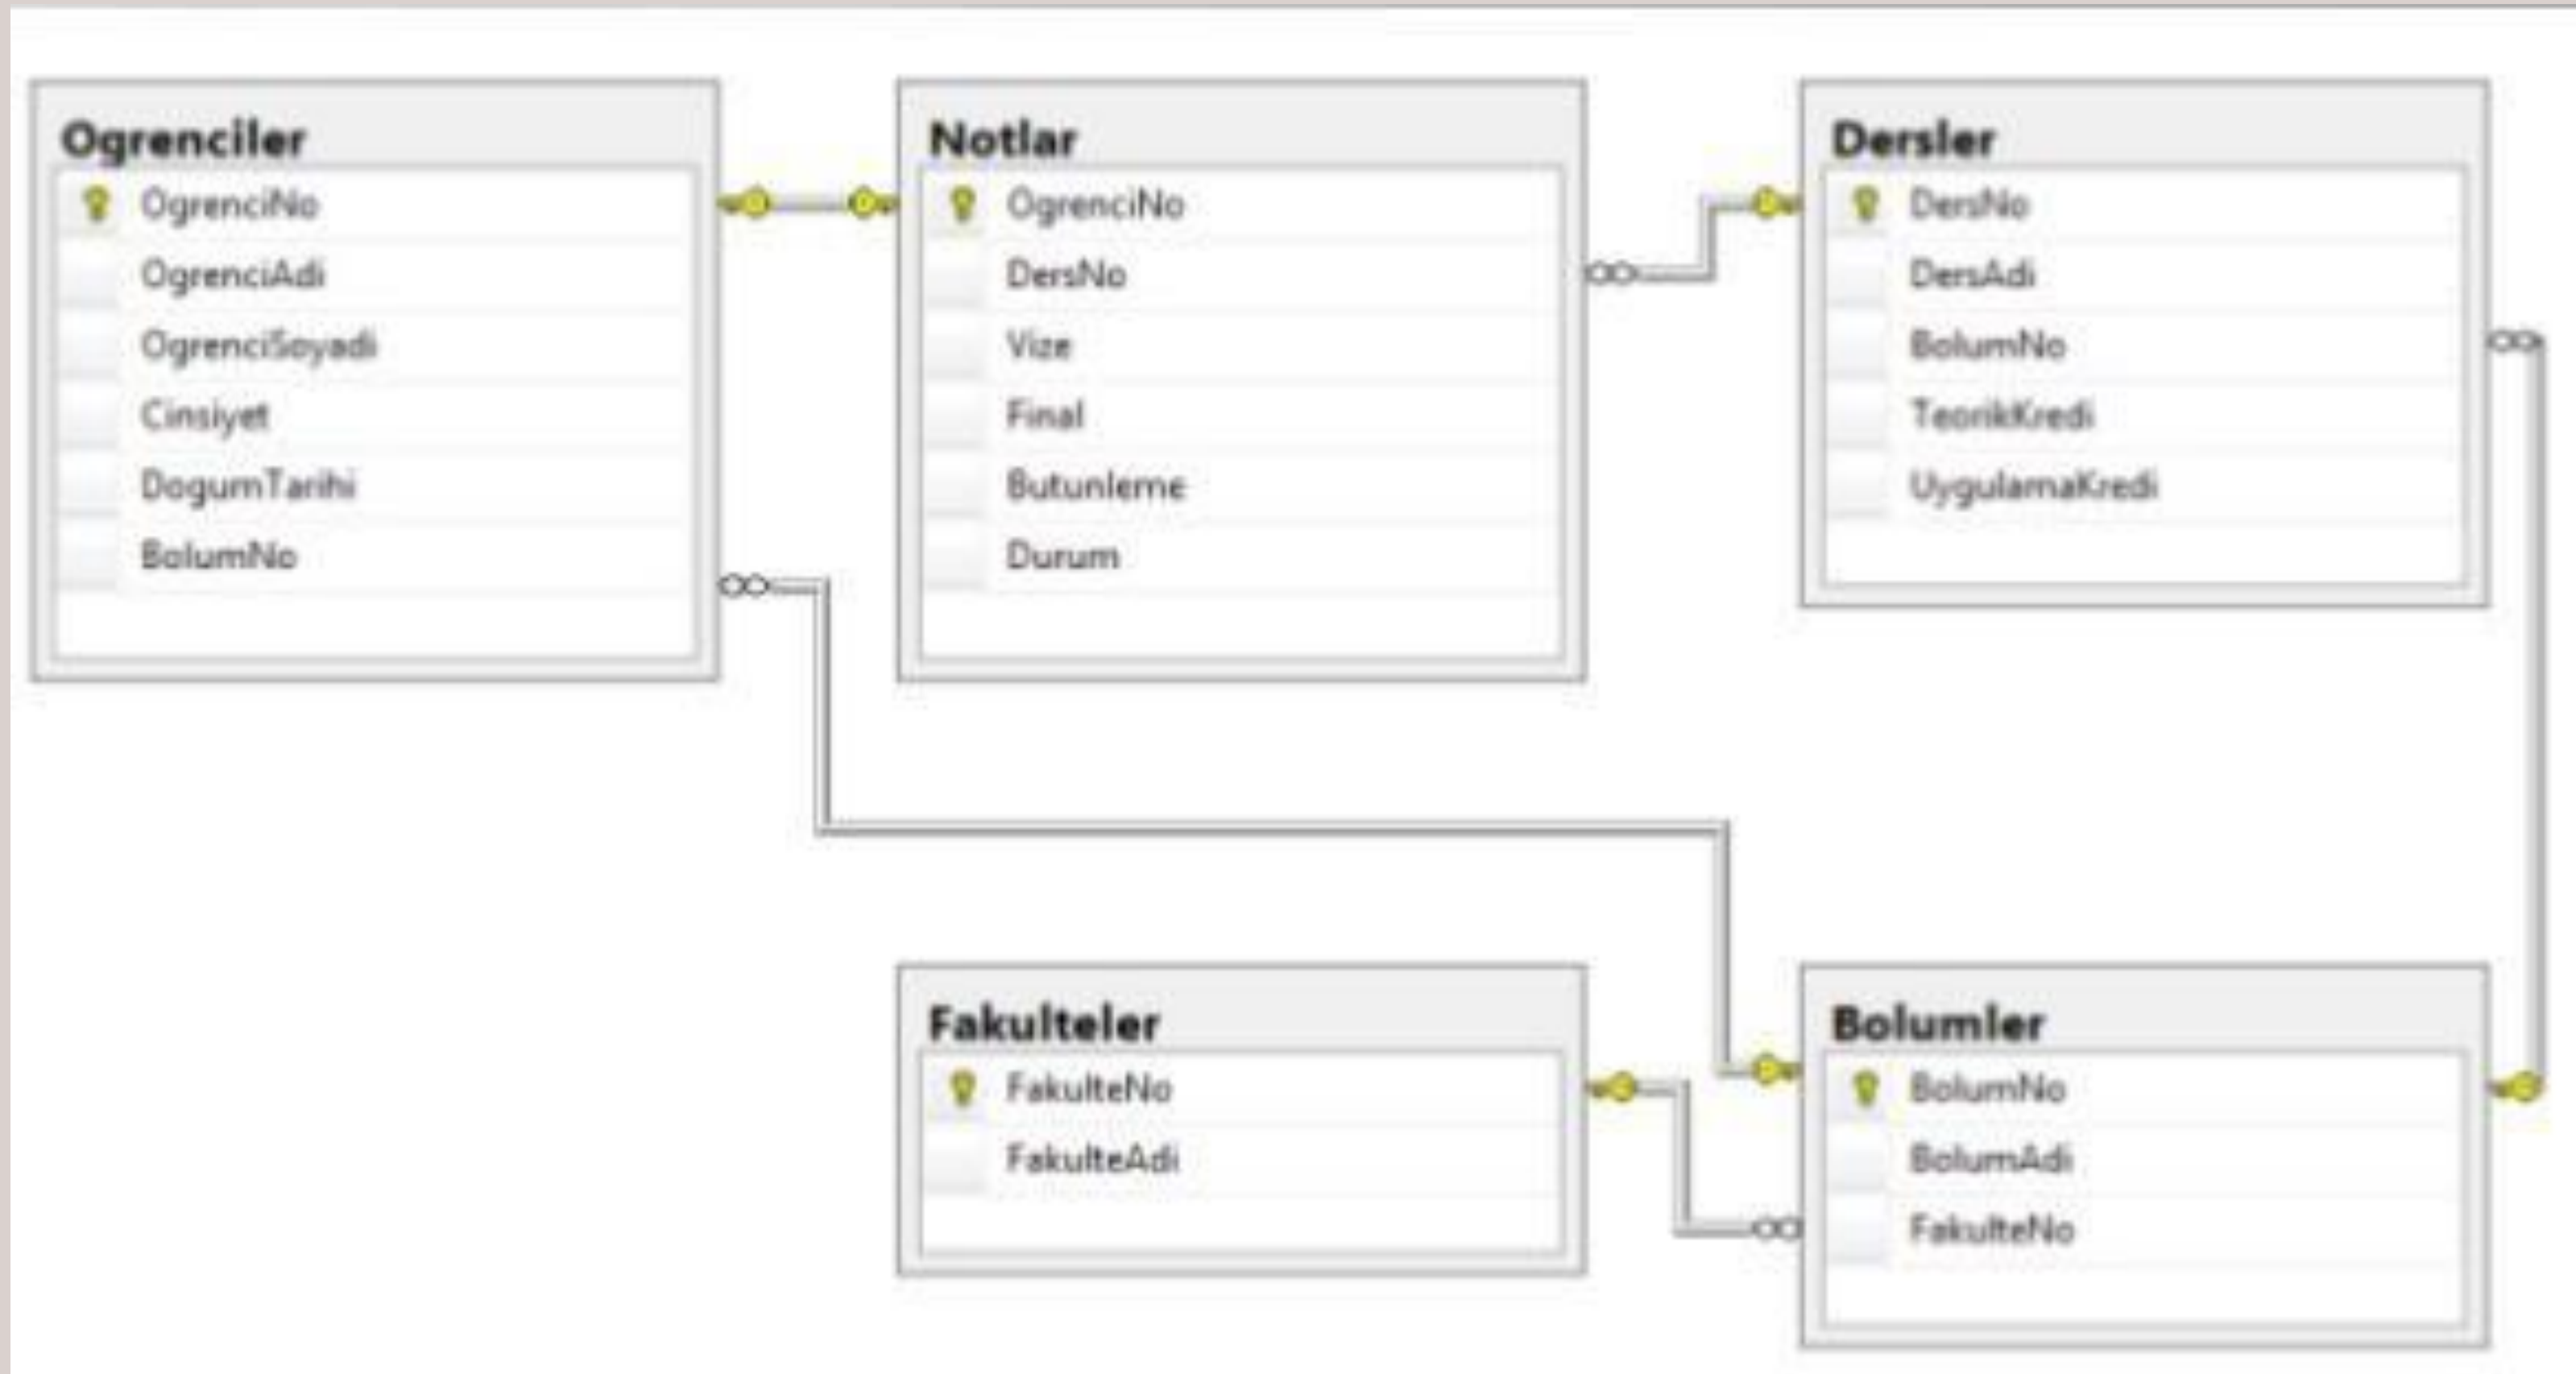 Ogrenciler
OgrenciNo
OgrenciAdi
OgrenciSoyadi
Cinsiyet
DogumTarihi
BolumNo
Notlar
OgrenciNo
DersNo
Vize
Final
Butunleme
Durum
Dersler
DersNo
DersAdi
BolumNo
TeorikKredi
UygulamaKredi
Fakulteler
FakulteNo
FakulteAdi
Bolumler
BolumNo
BolumAdi
FakulteNo